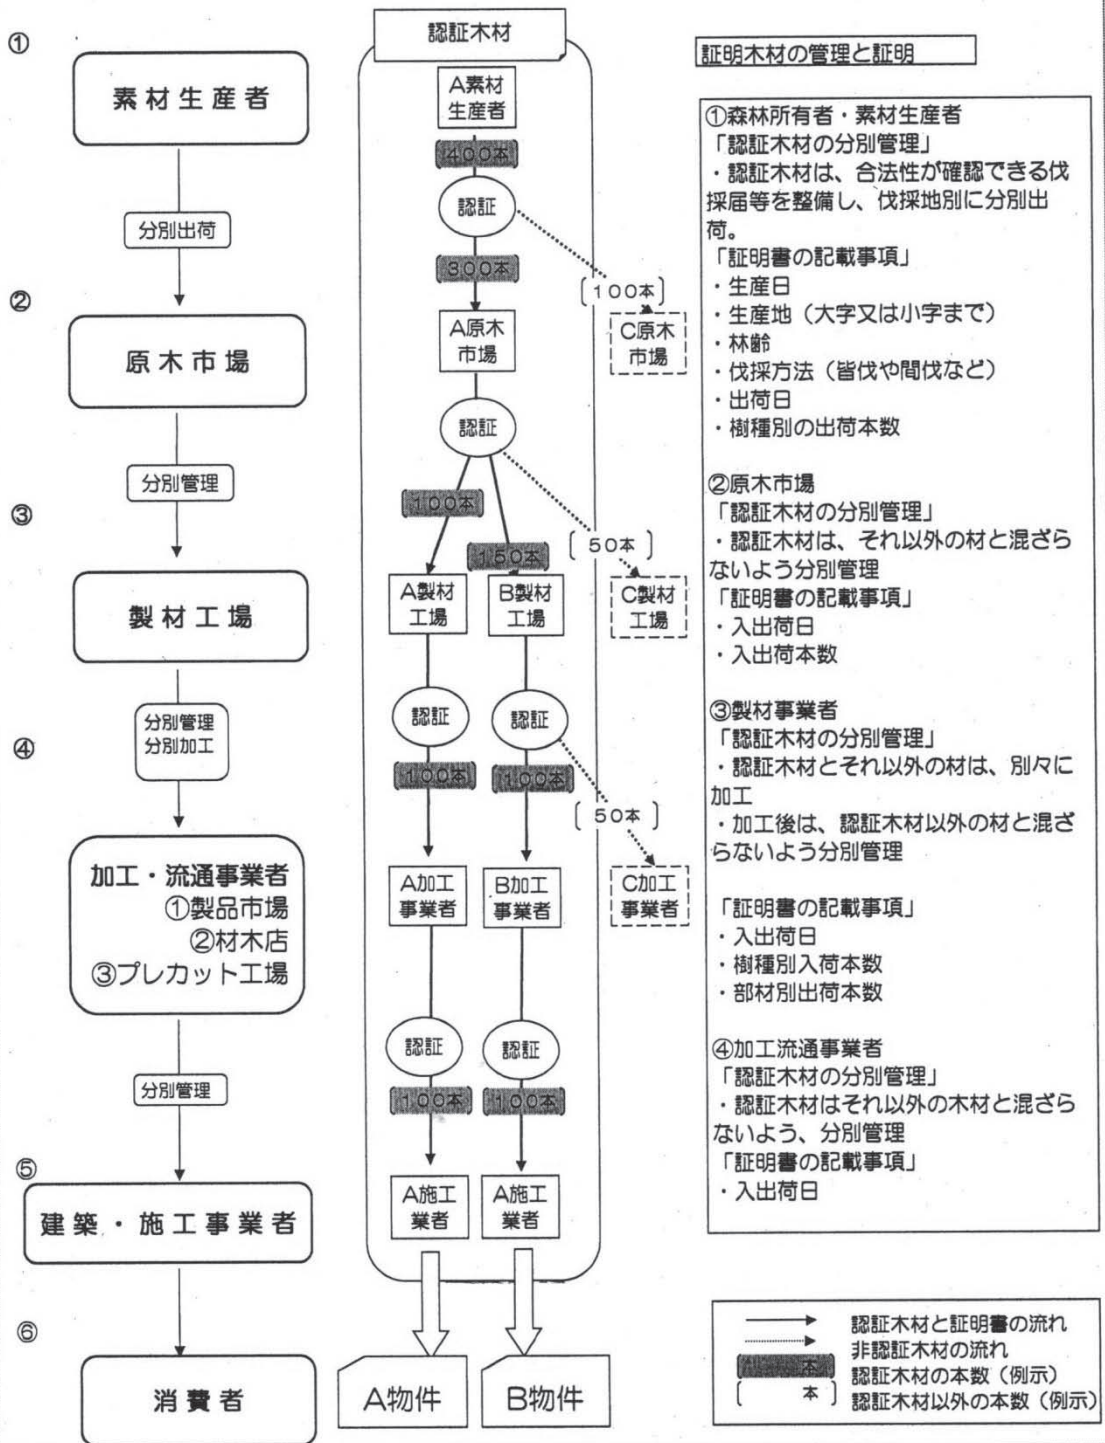 ①
素材生産者
分別出荷
②
原木市場
分別管理
③
製材工場
分別管理
分別加工
④
加工・流通事業者
①製品市場
②材木店
③プレカット工場
分別管理
⑤
建築・施工事業者
⑥
消費者
認証木材
A素材
生産者
400本
認証
300本
〔100本〕
A原木
市場
C原木
市場
認証
100本
150本
〔50本〕
A製材
工場
B製材
工場
C製材
工場
認証
認証
100本
100本
〔50本〕
A加工
事業者
B加工
事業者
C加工
事業者
認証
認証
100本
100本
A施工
業者
A施工
業者
A物件
B物件
証明木材の管理と証明
①森林所有者・素材生産者
「認証木材の分別管理」
・認証木材は、合法性が確認できる伐
採届等を整備し、伐採地別に分別出
荷。
「証明書の記載事項」
・生産日
・生産地（大字又は小字まで）
・林齢
・伐採方法（皆伐や間伐など）
・出荷日
・樹種別の出荷本数
②原木市場
「認証木材の分別管理」
・認証木材は、それ以外の材と混ざら
ないよう分別管理
「証明書の記載事項」
・入出荷日
・入出荷本数
③製材事業者
「認証木材の分別管理」
・認証木材とそれ以外の材は、別々に
加工
・加工後は、認証木材以外の材と混ざ
らないよう分別管理
「証明書の記載事項」
・入出荷日
・樹種別入荷本数
・部材別出荷本数
④加工流通事業者
「認証木材の分別管理」
・認証木材はそれ以外の木材と混ざら
ないよう、分別管理
「証明書の記載事項」
・入出荷日
認証木材と証明書の流れ
非認証木材の流れ
本 認証木材の本数（例示）
〔 本〕 認証木材以外の本数（例示）